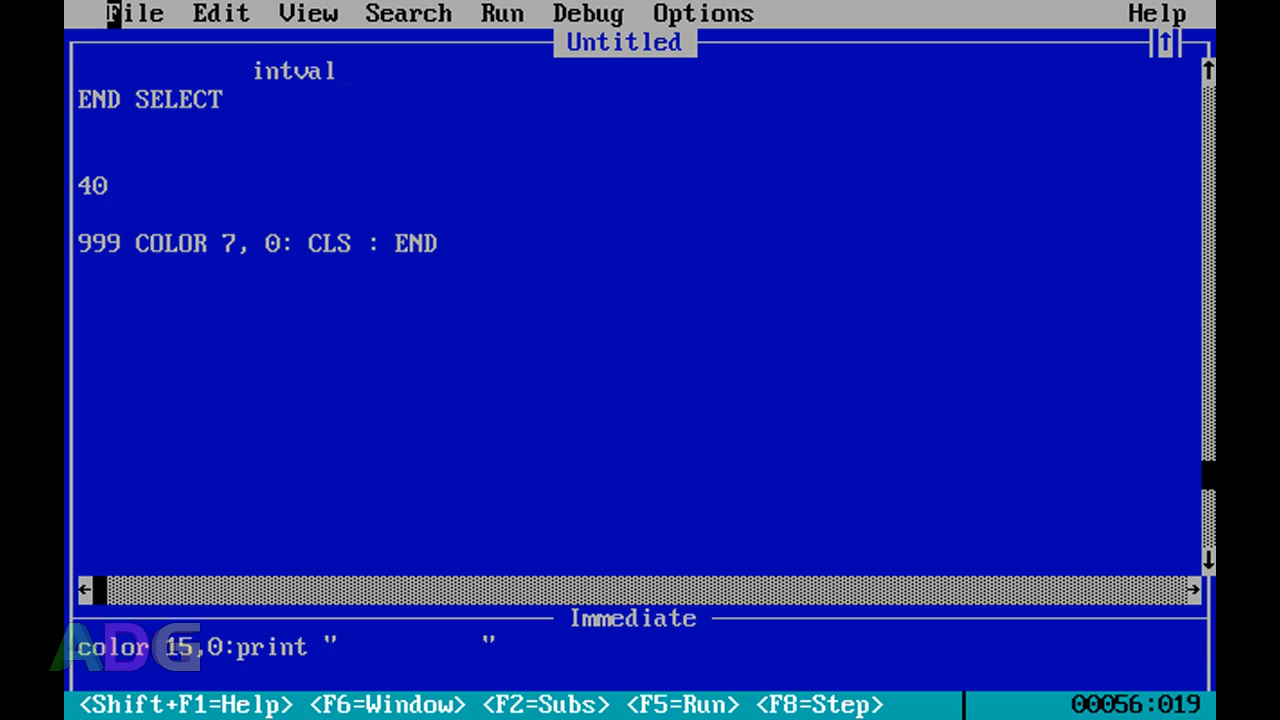 File Edit View Search Run Debug Options Help
Untitled
intval
END SELECT
40
999 COLOR 7, 0: CLS : END
Immediate
color 15,0:print "           "
ADG
<Shift+F1=Help> <F6=Window> <F2=Subs> <F5=Run> <F8=Step> 00056:019